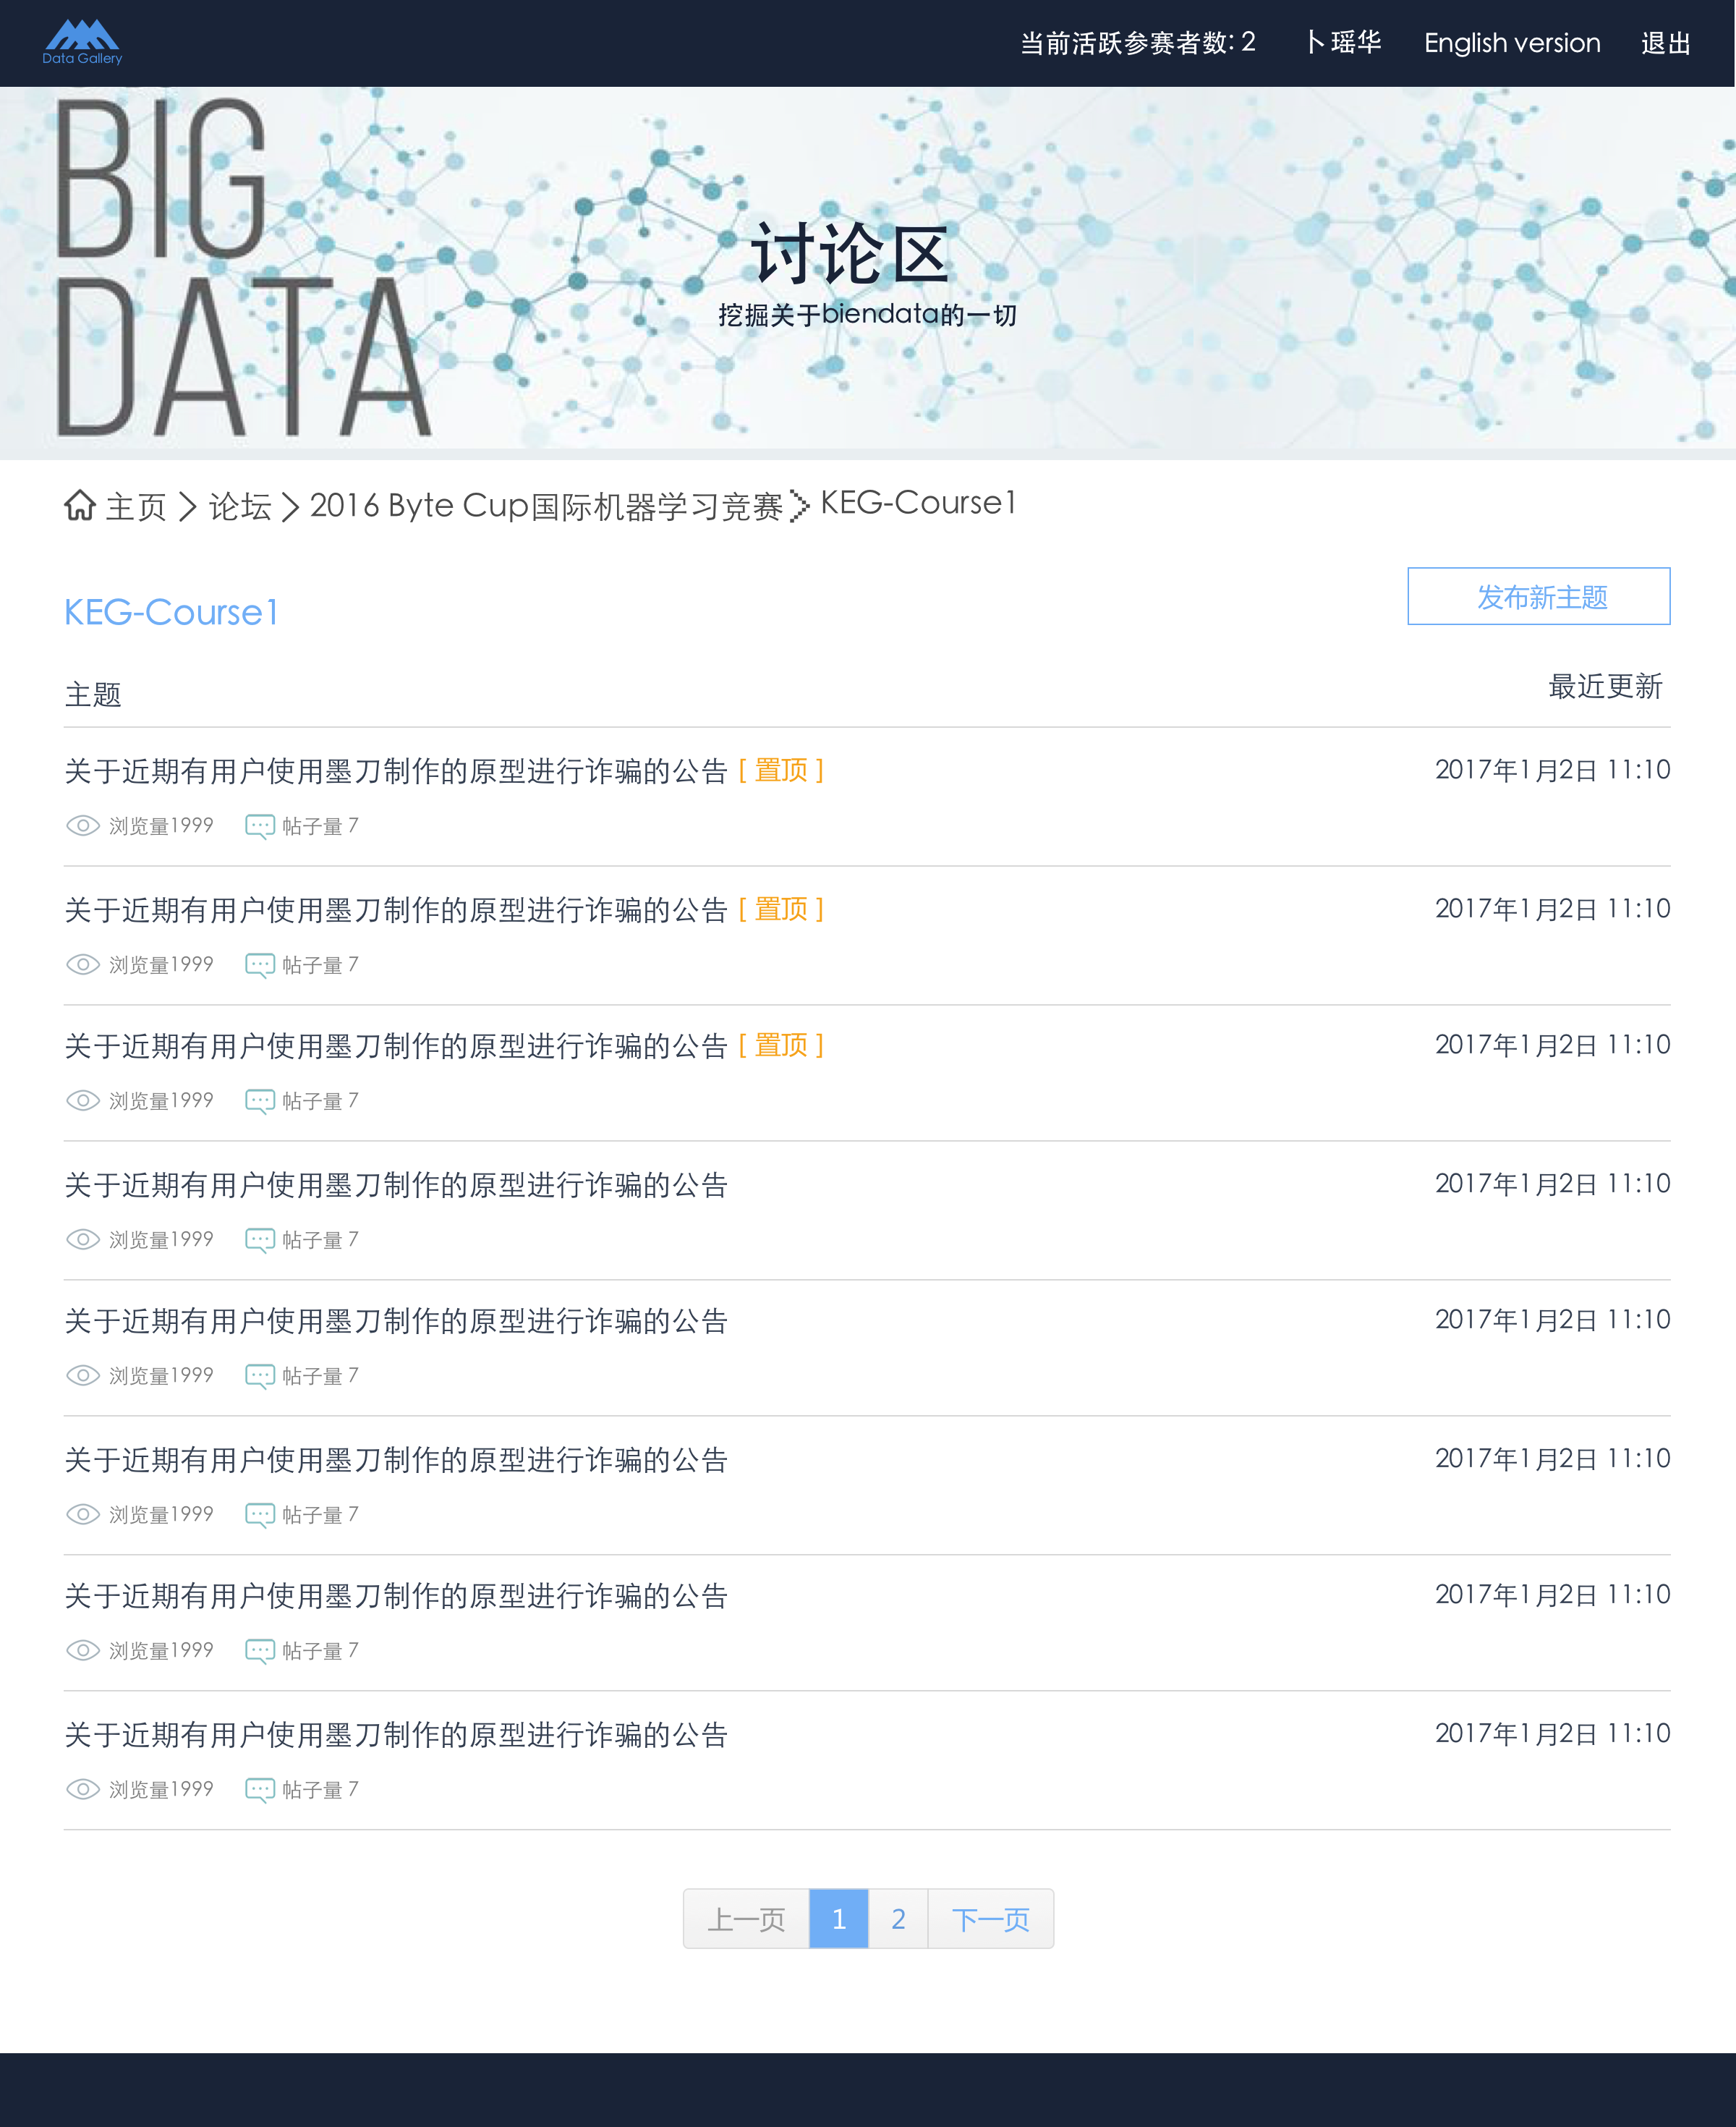 Data Gallery
当前活跃参赛者数: 2 卜瑶华 English version 退出
BIG
DATA
讨论区
挖掘关于biendata的一切
主页 > 论坛 > 2016 Byte Cup国际机器学习竞赛 > KEG-Course1
KEG-Course1 发布新主题
主题 最近更新
关于近期有用户使用墨刀制作的原型进行诈骗的公告 [ 置顶 ] 2017年1月2日 11:10
浏览量1999 帖子量 7
关于近期有用户使用墨刀制作的原型进行诈骗的公告 [ 置顶 ] 2017年1月2日 11:10
浏览量1999 帖子量 7
关于近期有用户使用墨刀制作的原型进行诈骗的公告 [ 置顶 ] 2017年1月2日 11:10
浏览量1999 帖子量 7
关于近期有用户使用墨刀制作的原型进行诈骗的公告 2017年1月2日 11:10
浏览量1999 帖子量 7
关于近期有用户使用墨刀制作的原型进行诈骗的公告 2017年1月2日 11:10
浏览量1999 帖子量 7
关于近期有用户使用墨刀制作的原型进行诈骗的公告 2017年1月2日 11:10
浏览量1999 帖子量 7
关于近期有用户使用墨刀制作的原型进行诈骗的公告 2017年1月2日 11:10
浏览量1999 帖子量 7
关于近期有用户使用墨刀制作的原型进行诈骗的公告 2017年1月2日 11:10
浏览量1999 帖子量 7
上一页 1 2 下一页